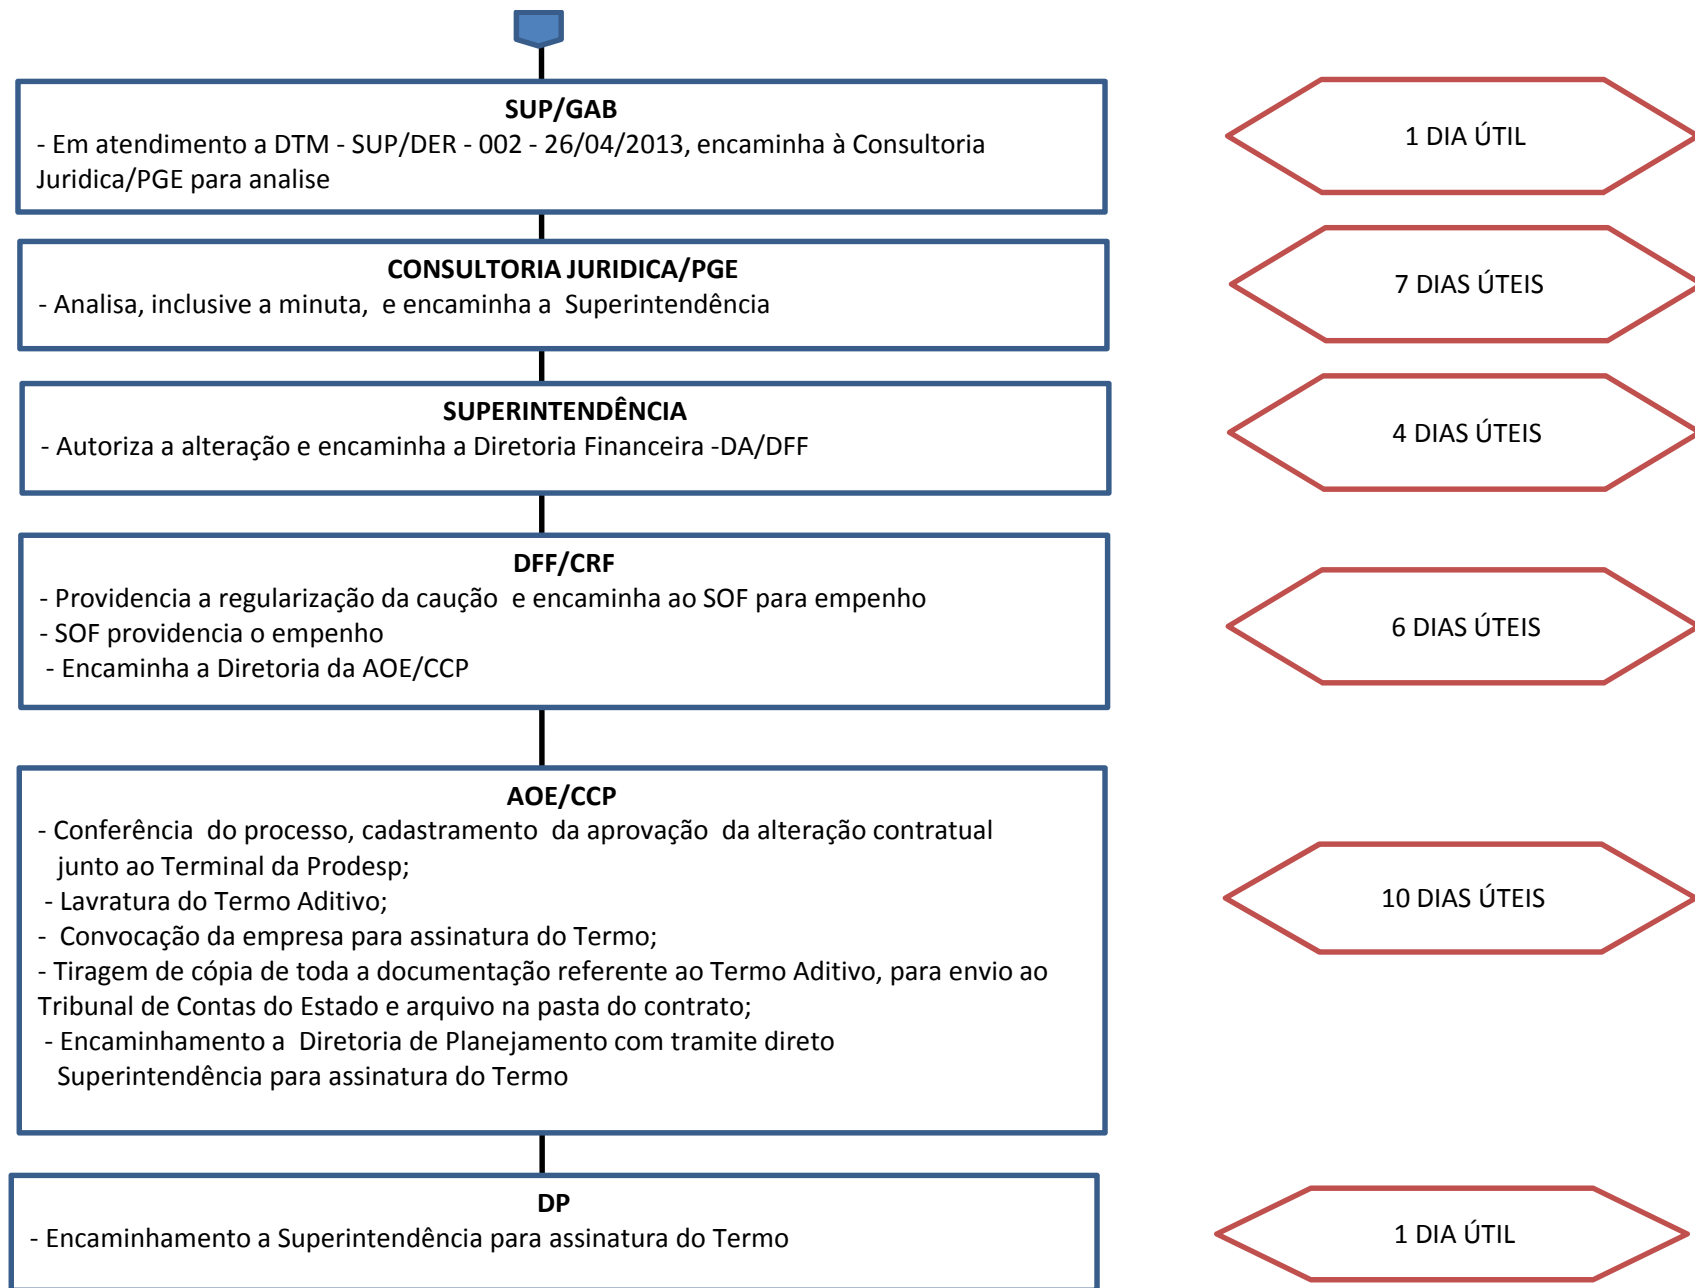 SUP/GAB
- Em atendimento a DTM - SUP/DER - 002 - 26/04/2013, encaminha à Consultoria
Juridica/PGE para analise
1 DIA ÚTIL
CONSULTORIA JURIDICA/PGE
- Analisa, inclusive a minuta, e encaminha a Superintendência
7 DIAS ÚTEIS
SUPERINTENDÊNCIA
- Autoriza a alteração e encaminha a Diretoria Financeira -DA/DFF
4 DIAS ÚTEIS
DFF/CRF
- Providencia a regularização da caução e encaminha ao SOF para empenho
- SOF providencia o empenho
- Encaminha a Diretoria da AOE/CCP
6 DIAS ÚTEIS
AOE/CCP
- Conferência do processo, cadastramento da aprovação da alteração contratual
junto ao Terminal da Prodesp;
- Lavratura do Termo Aditivo;
- Convocação da empresa para assinatura do Termo;
- Tiragem de cópia de toda a documentação referente ao Termo Aditivo, para envio ao
Tribunal de Contas do Estado e arquivo na pasta do contrato;
- Encaminhamento a Diretoria de Planejamento com tramite direto
Superintendência para assinatura do Termo
10 DIAS ÚTEIS
DP
- Encaminhamento a Superintendência para assinatura do Termo
1 DIA ÚTIL